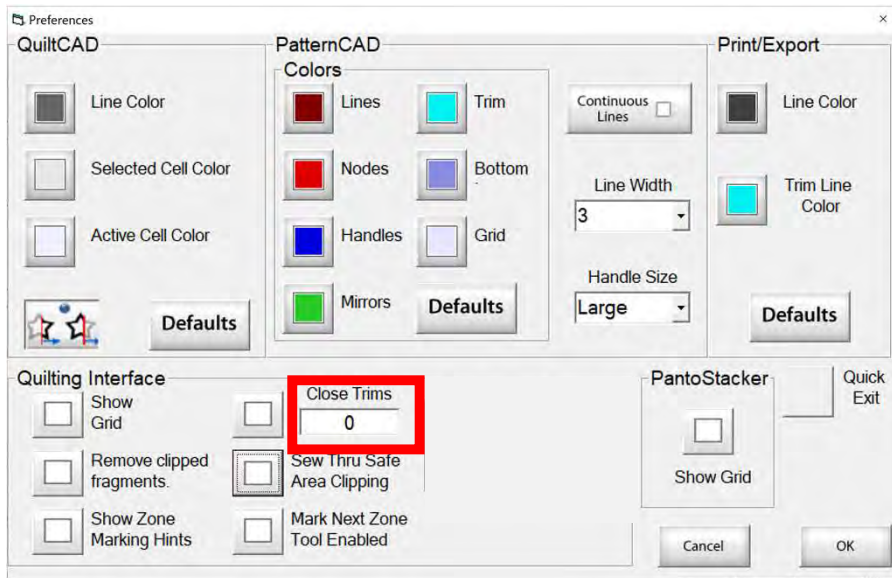 Preferences
QuiltCAD
Line Color
Selected Cell Color
Active Cell Color
Defaults
PatternCAD
Colors
Lines
Trim
Nodes
Bottom
Handles
Grid
Mirrors
Defaults
Continuous
Lines
Line Width
3
Handle Size
Large
Print/Export
Line Color
Trim Line
Color
Defaults
Quilting Interface
Show
Grid
Close Trims
0
Remove clipped
fragments.
Sew Thru Safe
Area Clipping
Show Zone
Marking Hints
Mark Next Zone
Tool Enabled
PantoStacker
Show Grid
Quick
Exit
Cancel
OK